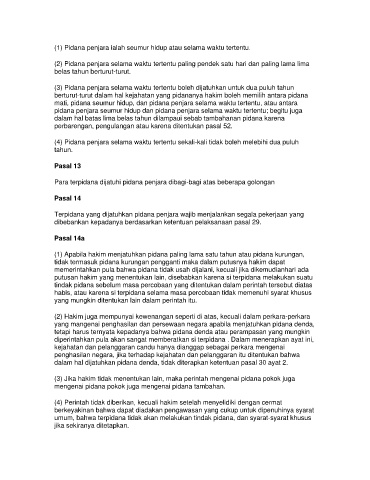 (1) Pidana penjara ialah seumur hidup atau selama waktu tertentu.
(2) Pidana penjara selama waktu tertentu paling pendek satu hari dan paling lama lima
belas tahun berturut-turut.
(3) Pidana penjara selama waktu tertentu boleh dijatuhkan untuk dua puluh tahun
berturut-turut dalam hal kejahatan yang pidananya hakim boleh memilih antara pidana
mati, pidana seumur hidup, dan pidana penjara selama waktu tertentu, atau antara
pidana penjara seumur hidup dan pidana penjara selama waktu tertentu; begitu juga
dalam hal batas lima belas tahun dilampaui sebab tambahanan pidana karena
perbarengan, pengulangan atau karena ditentukan pasal 52.
(4) Pidana penjara selama waktu tertentu sekali-kali tidak boleh melebihi dua puluh
tahun.
Pasal 13
Para terpidana dijatuhi pidana penjara dibagi-bagi atas beberapa golongan
Pasal 14
Terpidana yang dijatuhkan pidana penjara wajib menjalankan segala pekerjaan yang
dibebankan kepadanya berdasarkan ketentuan pelaksanaan pasal 29.
Pasal 14a
(1) Apabila hakim menjatuhkan pidana paling lama satu tahun atau pidana kurungan,
tidak termasuk pidana kurungan pengganti maka dalam putusnya hakim dapat
memerintahkan pula bahwa pidana tidak usah dijalani, kecuali jika dikemudianhari ada
putusan hakim yang menentukan lain, disebabkan karena si terpidana melakukan suatu
tindak pidana sebelum masa percobaan yang ditentukan dalam perintah tersebut diatas
habis, atau karena si terpidana selama masa percobaan tidak memenuhi syarat khusus
yang mungkin ditentukan lain dalam perintah itu.
(2) Hakim juga mempunyai kewenangan seperti di atas, kecuali dalam perkara-perkara
yang mangenai penghasilan dan persewaan negara apabila menjatuhkan pidana denda,
tetapi harus ternyata kepadanya bahwa pidana denda atau perampasan yang mungkin
diperintahkan pula akan sangat memberatkan si terpidana . Dalam menerapkan ayat ini,
kejahatan dan pelanggaran candu hanya dianggap sebagai perkara mengenai
penghasilan negara, jika terhadap kejahatan dan pelanggaran itu ditentukan bahwa
dalam hal dijatuhkan pidana denda, tidak diterapkan ketentuan pasal 30 ayat 2.
(3) Jika hakim tidak menentukan lain, maka perintah mengenai pidana pokok juga
mengenai pidana pokok juga mengenai pidana tambahan.
(4) Perintah tidak diberikan, kecuali hakim setelah menyelidiki dengan cermat
berkeyakinan bahwa dapat diadakan pengawasan yang cukup untuk dipenuhinya syarat
umum, bahwa terpidana tidak akan melakukan tindak pidana, dan syarat-syarat khusus
jika sekiranya ditetapkan.